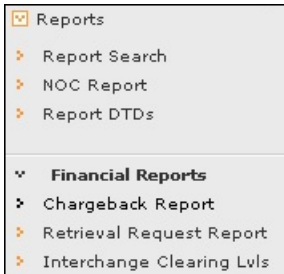 Reports
Report Search
NOC Report
Report DTDs
Financial Reports
Chargeback Report
Retrieval Request Report
Interchange Clearing Lvls